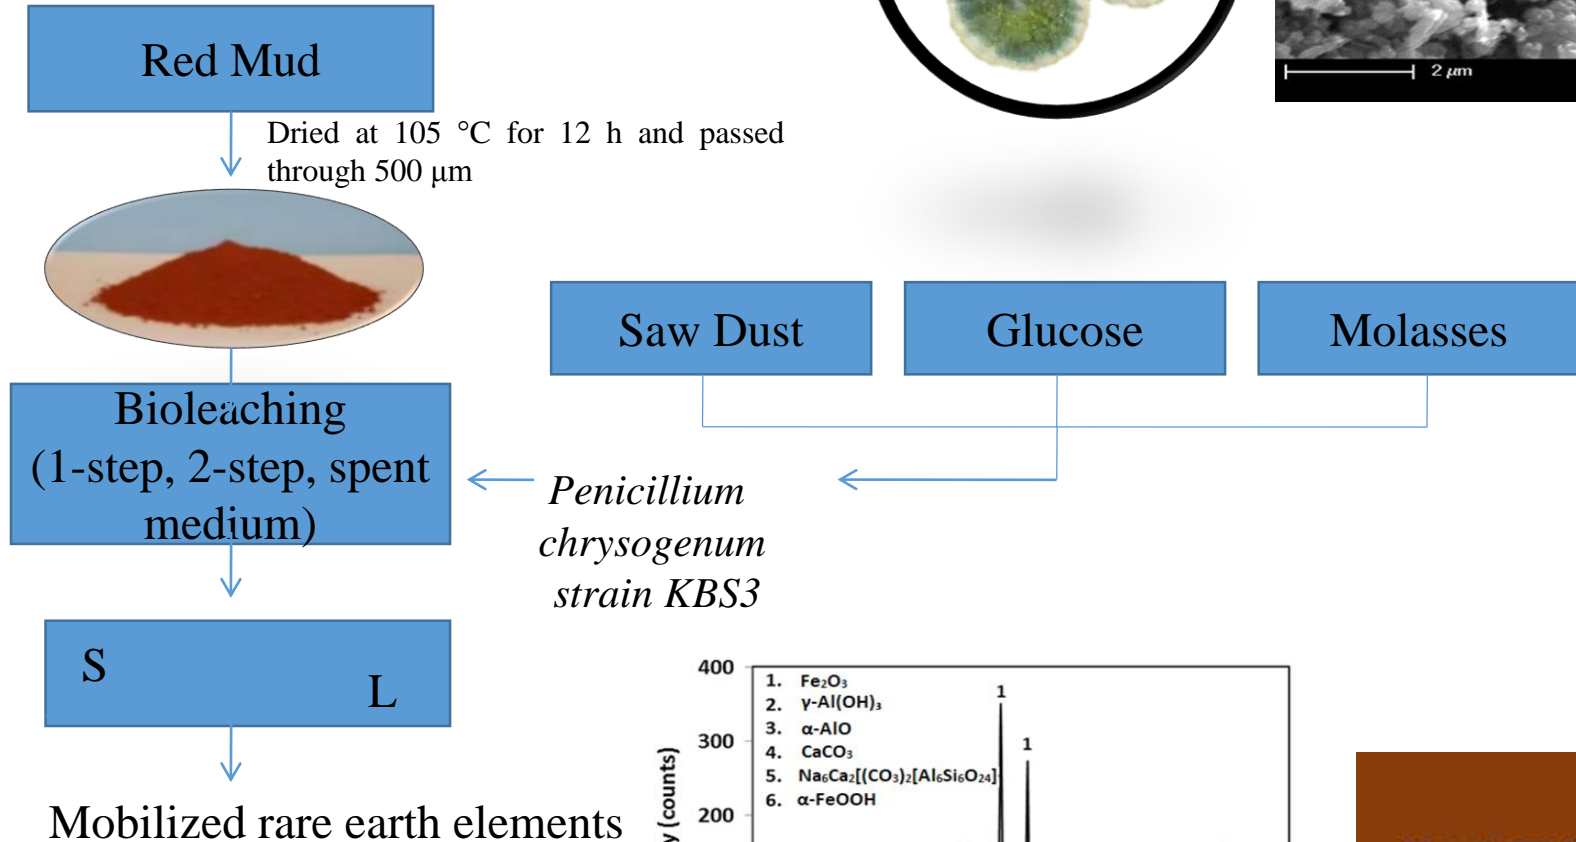 Red Mud
Dried at 105 °C for 12 h and passed
through 500 μm
2 μm
Saw Dust
Glucose
Molasses
Bioleaching
(1-step, 2-step, spent
medium)
Penicillium
chrysogenum
strain KBS3
S
L
Mobilized rare earth elements
400
300
200
(counts)
1. Fe₂O₃
2. γ-Al(OH)₃
3. α-AlO
4. CaCO₃
5. Na₆Ca₂[(CO₃)₂[Al₆Si₆O₂₄]
6. α-FeOOH
1
1